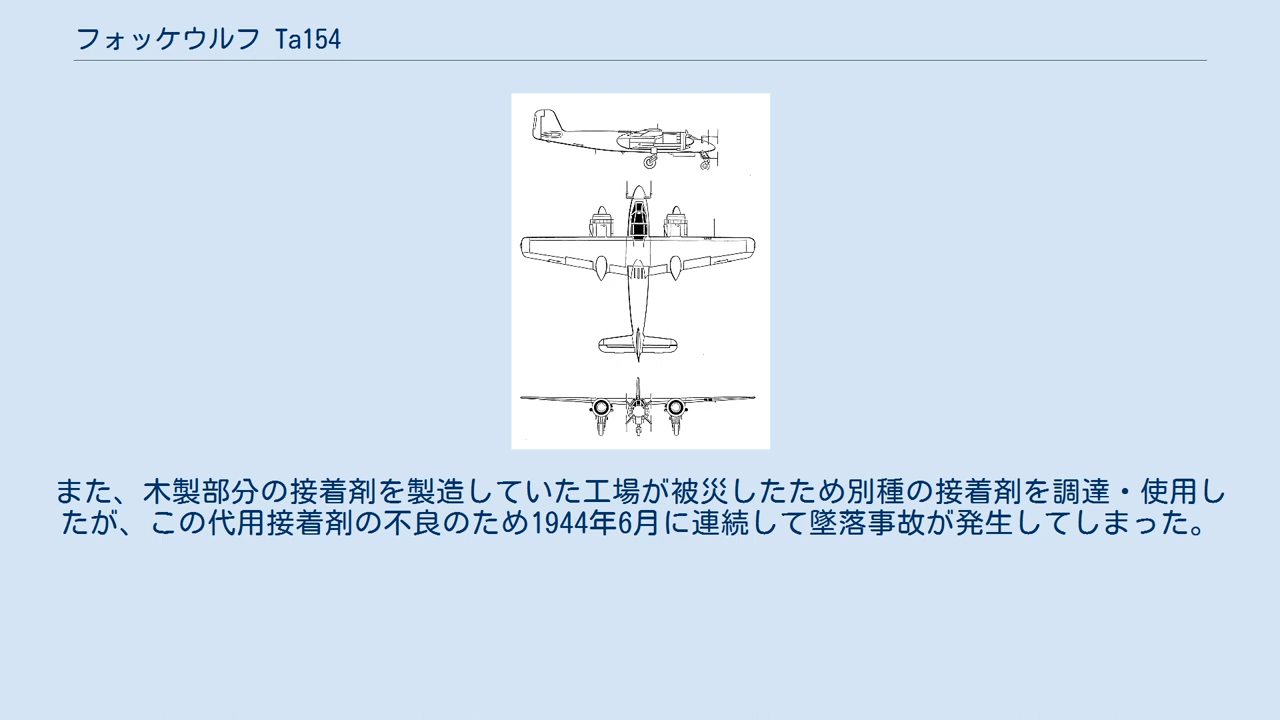 フォッケウルフ Ta154
また、木製部分の接着剤を製造していた工場が被災したため別種の接着剤を調達・使用し
たが、この代用接着剤の不良のため1944年6月に連続して墜落事故が発生してしまった。